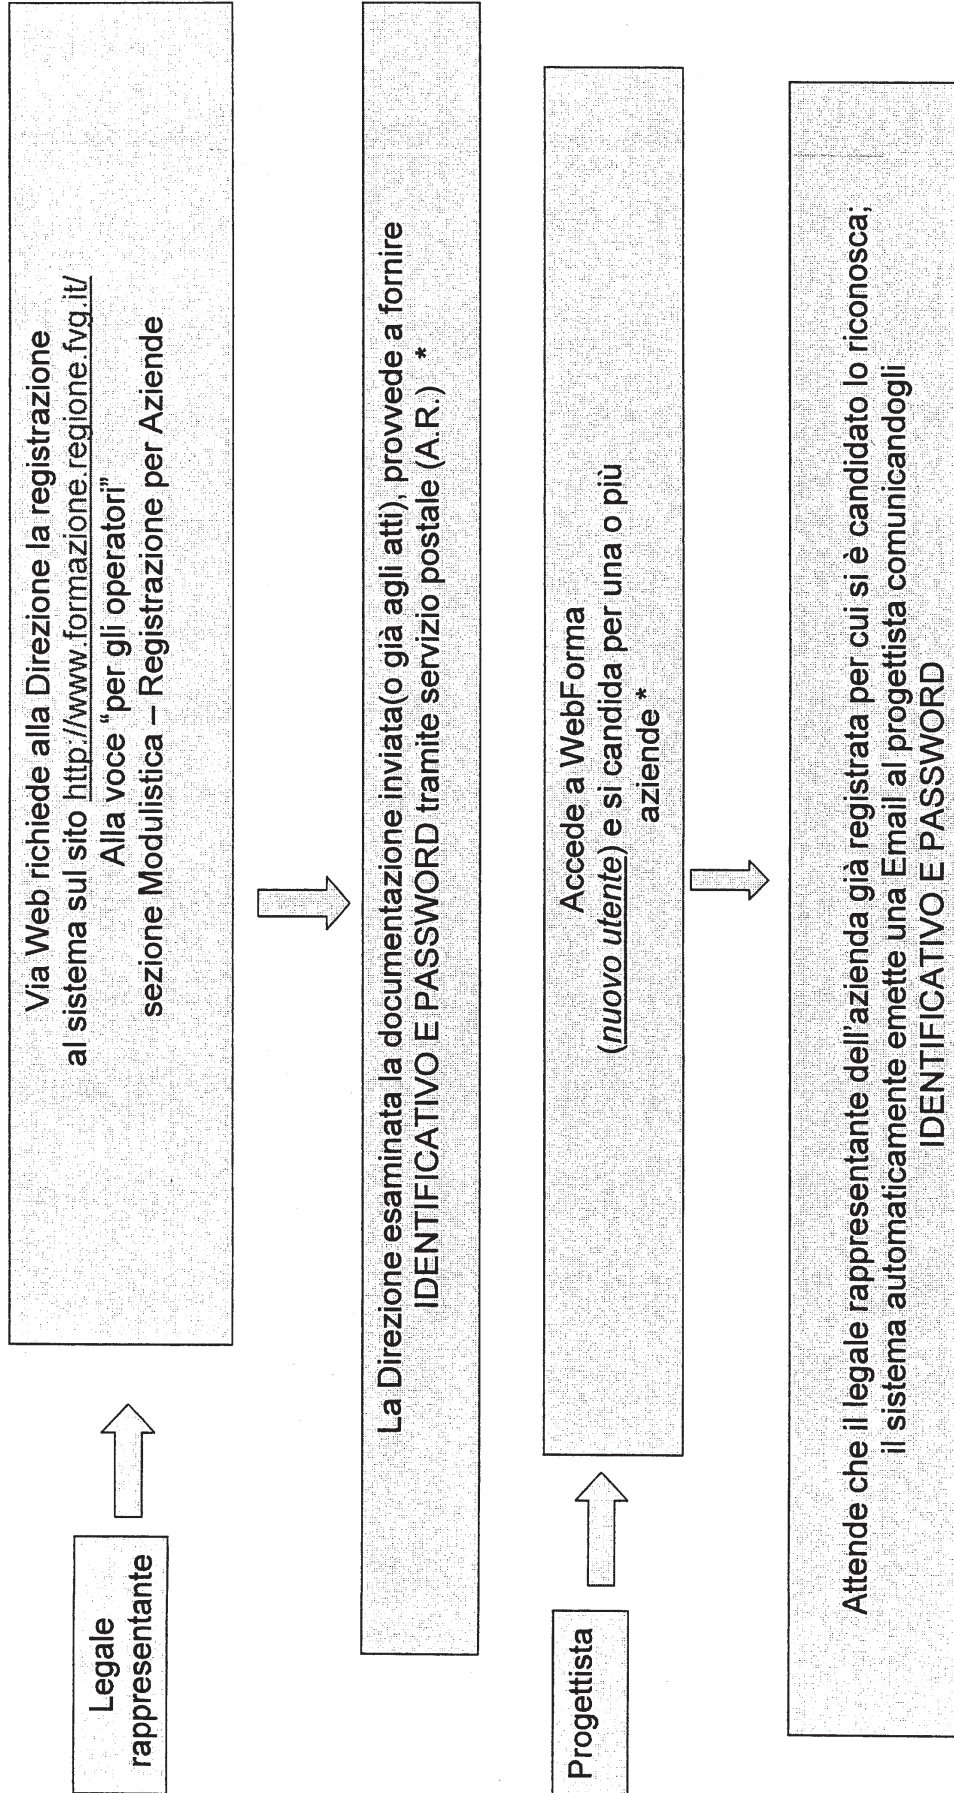 Legale
rappresentante
Via Web richiede alla Direzione la registrazione
al sistema sul sito http://www.formazione.regione.fvg.it/
Alla voce “per gli operatori”
sezione Modulistica – Registrazione per Aziende
La Direzione esaminata la documentazione inviata(o già agli atti), provvede a fornire
IDENTIFICATIVO E PASSWORD tramite servizio postale (A.R.) *
Progettista
Accede a WebForma
(nuovo utente) e si candida per una o più
aziende *
Attende che il legale rappresentante dell'azienda già registrata per cui si è candidato lo riconosca;
il sistema automaticamente emette una Email al progettista comunicandogli
IDENTIFICATIVO E PASSWORD